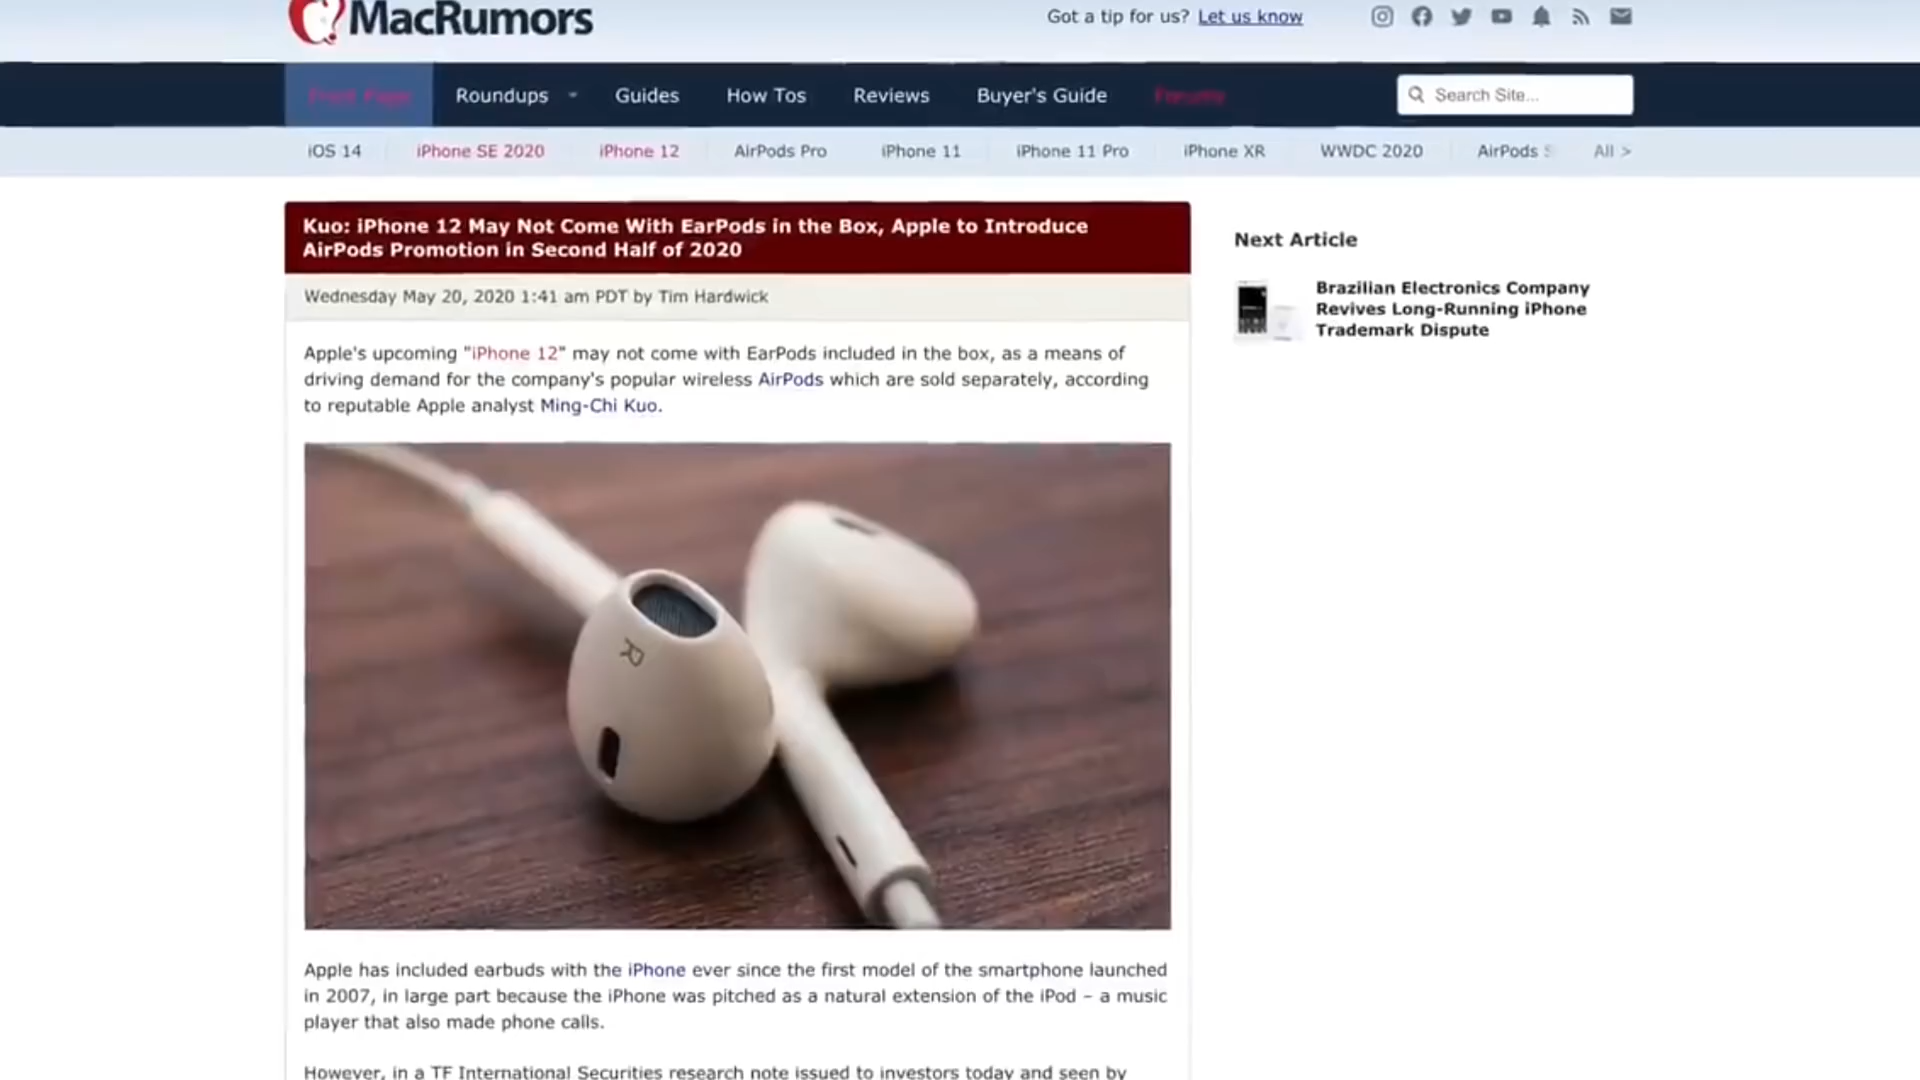 MacRumors
Got a tip for us? Let us know
Front Page Roundups Guides How Tos Reviews Buyer's Guide Forums Search Site...
iOS 14 iPhone SE 2020 iPhone 12 AirPods Pro iPhone 11 iPhone 11 Pro iPhone XR WWDC 2020 AirPods S All >
Kuo: iPhone 12 May Not Come With EarPods in the Box, Apple to Introduce
AirPods Promotion in Second Half of 2020
Wednesday May 20, 2020 1:41 am PDT by Tim Hardwick
Apple's upcoming "iPhone 12" may not come with EarPods included in the box, as a means of
driving demand for the company's popular wireless AirPods which are sold separately, according
to reputable Apple analyst Ming-Chi Kuo.
R
Apple has included earbuds with the iPhone ever since the first model of the smartphone launched
in 2007, in large part because the iPhone was pitched as a natural extension of the iPod – a music
player that also made phone calls.
However, in a TF International Securities research note issued to investors today and seen by
Next Article
Brazilian Electronics Company
Revives Long-Running iPhone
Trademark Dispute